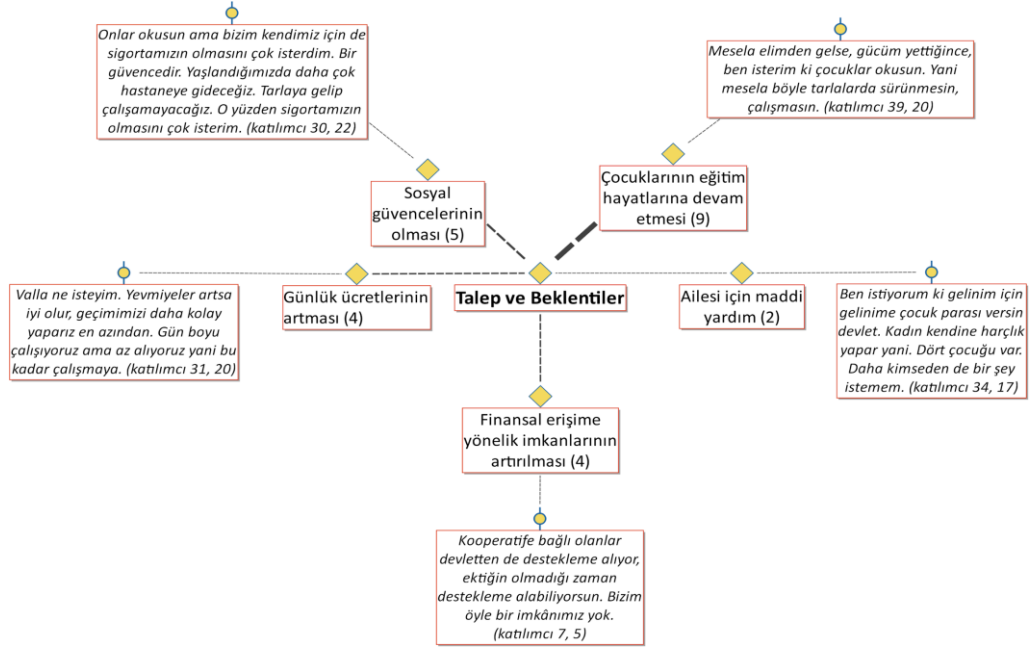 Onlar okusun ama bizim kendimiz için de
sigortamızın olmasını çok isterdim. Bir
güvencedir. Yaşlandığımızda daha çok
hastaneye gideceğiz. Tarlaya gelip
çalışamayacağız. O yüzden sigortamızın
olmasını çok isterim. (katılımcı 30, 22)
Mesela elimden gelse, gücüm yettiğince,
ben isterim ki çocuklar okusun. Yani
mesela böyle tarlalarda sürünmesin,
çalışmasın. (katılımcı 39, 20)
Sosyal
güvencelerinin
olması (5)
Çocuklarının eğitim
hayatlarına devam
etmesi (9)
Valla ne isteyim. Yevmiyeler artsa
iyi olur, geçimimizi daha kolay
yaparız en azından. Gün boyu
çalışıyoruz ama az alıyoruz yani bu
kadar çalışmaya. (katılımcı 31, 20)
Günlük ücretlerinin
artması (4)
Talep ve Beklentiler
Ailesi için maddi
yardım (2)
Ben istiyorum ki gelinim için
gelinime çocuk parası versin
devlet. Kadın kendine harçlık
yapar yani. Dört çocuğu var.
Daha kimseden de bir şey
istemem. (katılımcı 34, 17)
Finansal erişime
yönelik imkanlarının
artırılması (4)
Kooperatife bağlı olanlar
devletten de destekleme alıyor,
ektiğin olmadığı zaman
destekleme alabiliyorsun. Bizim
öyle bir imkânımız yok.
(katılımcı 7, 5)